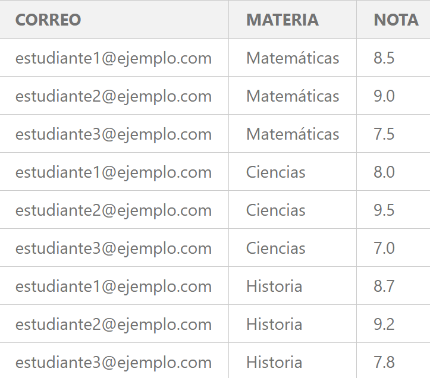 CORREO MATERIA NOTA
estudiante1@ejemplo.com Matemáticas 8.5
estudiante2@ejemplo.com Matemáticas 9.0
estudiante3@ejemplo.com Matemáticas 7.5
estudiante1@ejemplo.com Ciencias 8.0
estudiante2@ejemplo.com Ciencias 9.5
estudiante3@ejemplo.com Ciencias 7.0
estudiante1@ejemplo.com Historia 8.7
estudiante2@ejemplo.com Historia 9.2
estudiante3@ejemplo.com Historia 7.8